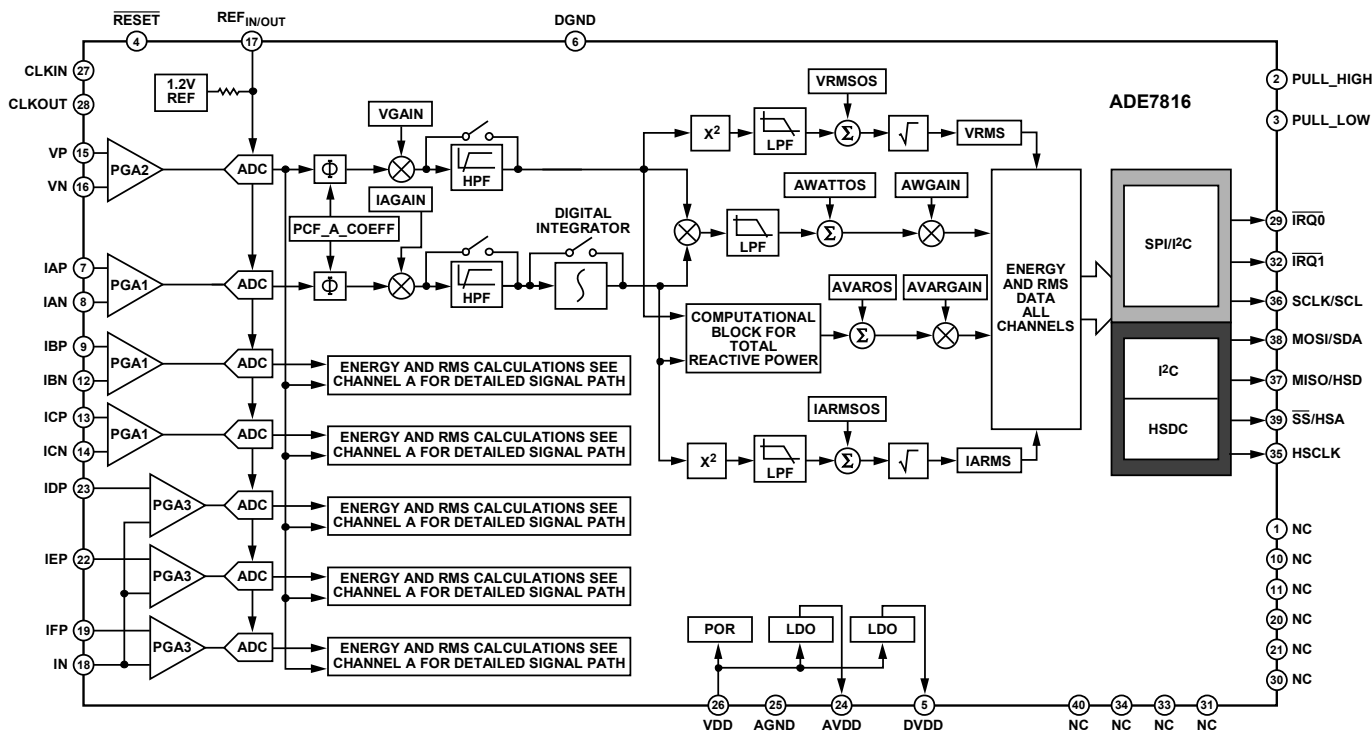 RESET
REF IN/OUT
DGND
4
17
6
CLKIN 27
CLKOUT 28
1.2V
REF
VP 15
VN 16
PGA2
ADC
Φ
VGAIN
HPF
X²
LPF
VRMSOS
Σ
√
VRMS
ADE7816
2 PULL_HIGH
3 PULL_LOW
PCF_A_COEFF
IAGAIN
DIGITAL
INTEGRATOR
LPF
AWATTOS
Σ
AWGAIN
IAP 7
IAN 8
PGA1
ADC
Φ
HPF
∫
COMPUTATIONAL
BLOCK FOR
TOTAL
REACTIVE POWER
AVAROS
Σ
AVARGAIN
ENERGY
AND RMS
DATA
ALL
CHANNELS
SPI/I²C
I²C
HSDC
29 IRQ0
32 IRQ1
36 SCLK/SCL
38 MOSI/SDA
37 MISO/HSD
39 SS/HSA
35 HSCLK
IBP 9
IBN 12
PGA1
ADC
ENERGY AND RMS CALCULATIONS SEE
CHANNEL A FOR DETAILED SIGNAL PATH
ICP 13
ICN 14
PGA1
ADC
ENERGY AND RMS CALCULATIONS SEE
CHANNEL A FOR DETAILED SIGNAL PATH
X²
LPF
IARMSOS
Σ
√
IARMS
IDP 23
PGA3
ADC
ENERGY AND RMS CALCULATIONS SEE
CHANNEL A FOR DETAILED SIGNAL PATH
IEP 22
PGA3
ADC
ENERGY AND RMS CALCULATIONS SEE
CHANNEL A FOR DETAILED SIGNAL PATH
IFP 19
IN 18
PGA3
ADC
ENERGY AND RMS CALCULATIONS SEE
CHANNEL A FOR DETAILED SIGNAL PATH
POR
LDO
LDO
1 NC
10 NC
11 NC
20 NC
21 NC
30 NC
26
VDD
25
AGND
24
AVDD
5
DVDD
40
NC
34
NC
33
NC
31
NC